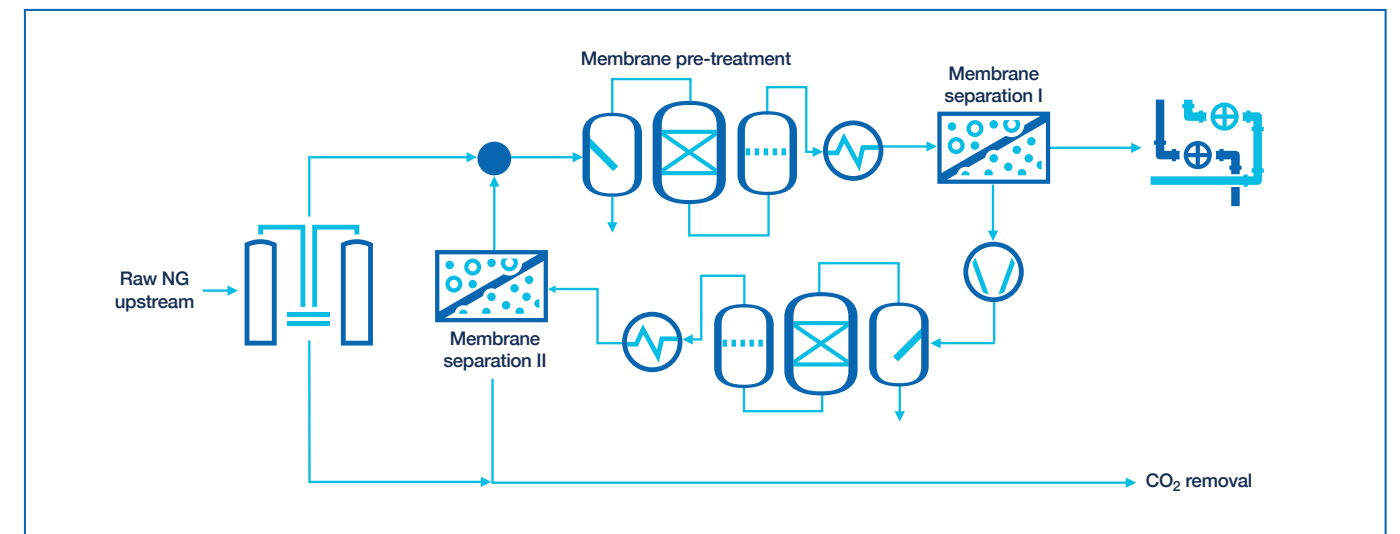 Membrane pre-treatment
Membrane
separation I
Raw NG
upstream
Membrane
separation II
CO₂ removal